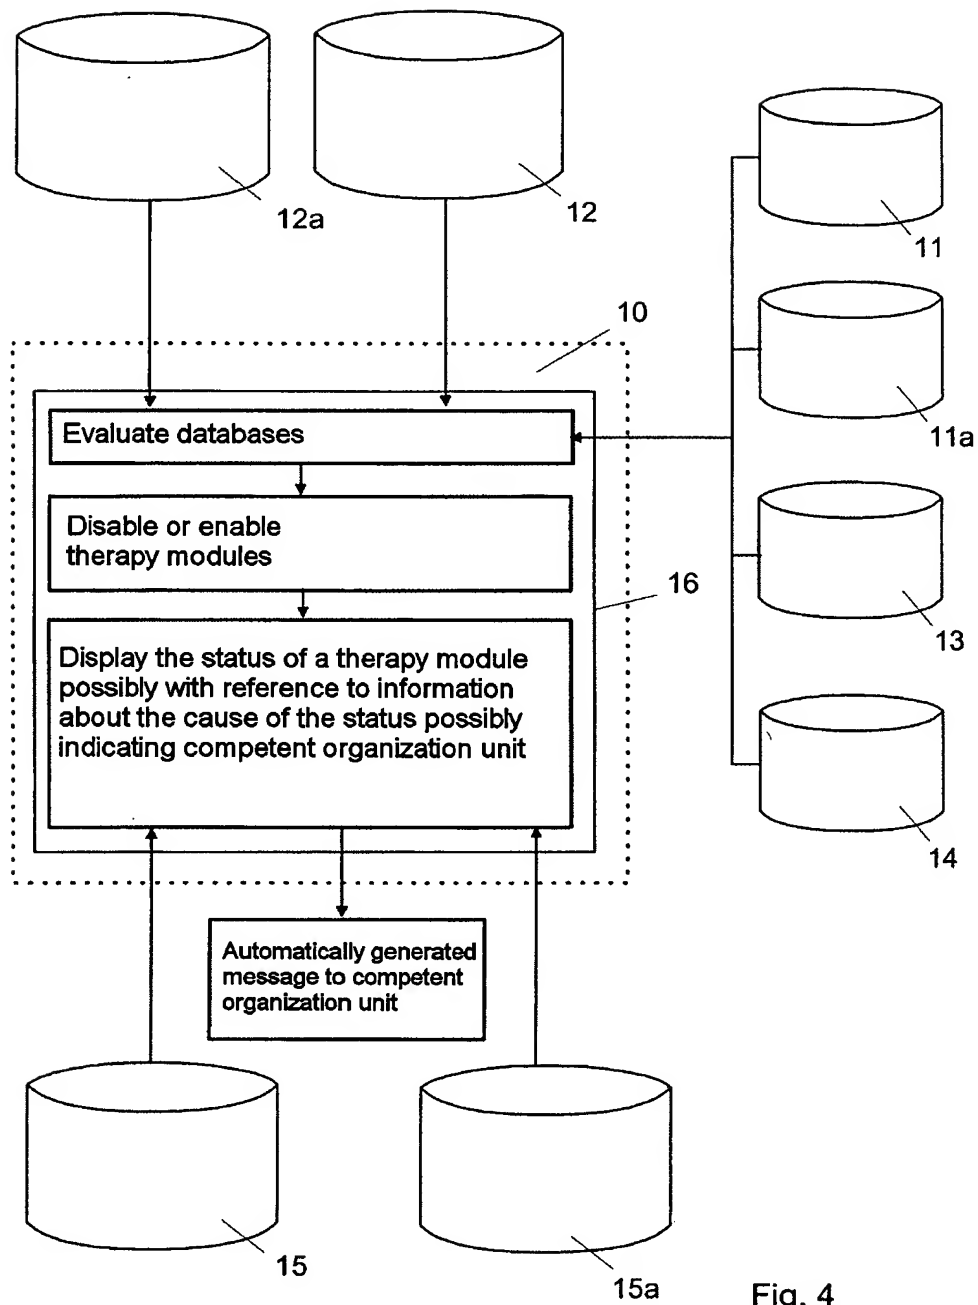 12a
12
11
11a
13
14
10
Evaluate databases
Disable or enable
therapy modules
16
Display the status of a therapy module
possibly with reference to information
about the cause of the status possibly
indicating competent organization unit
Automatically generated
message to competent
organization unit
15
15a
Fig. 4